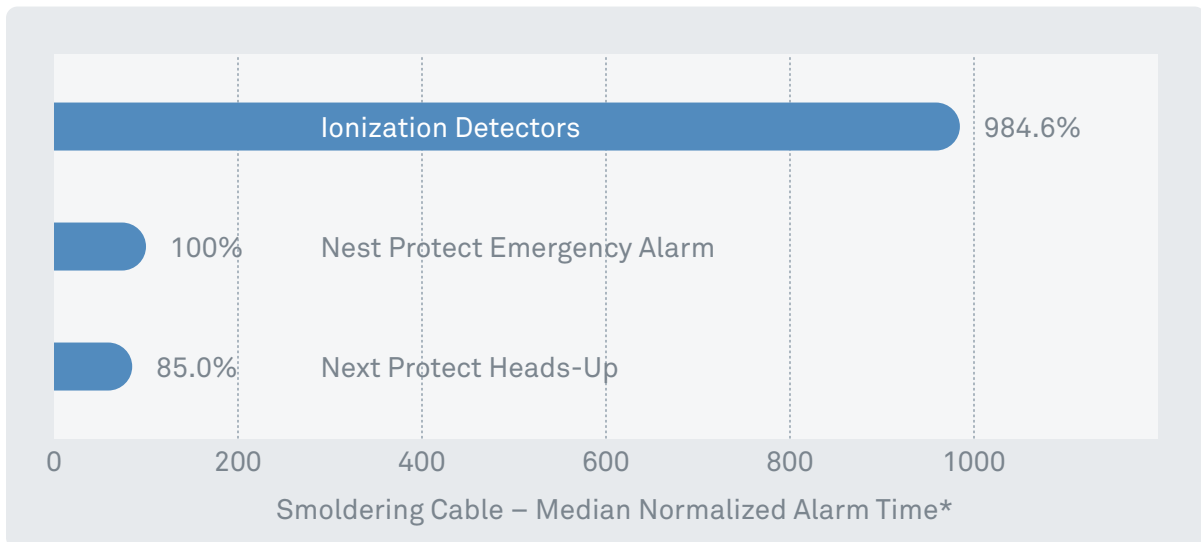 Ionization Detectors 984.6%
100% Nest Protect Emergency Alarm
85.0% Next Protect Heads-Up
0 200 400 600 800 1000
Smoldering Cable – Median Normalized Alarm Time*